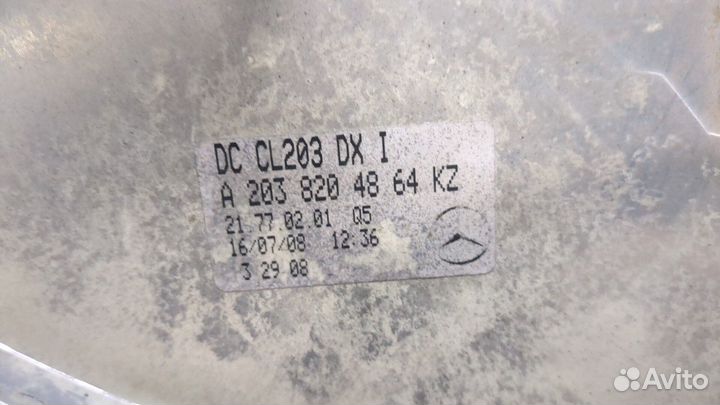 DC CL203 DX I
A 203 820 48 64 KZ
21.77.02.01 Q5
16/07/08 12:36
3 29 08
Avito